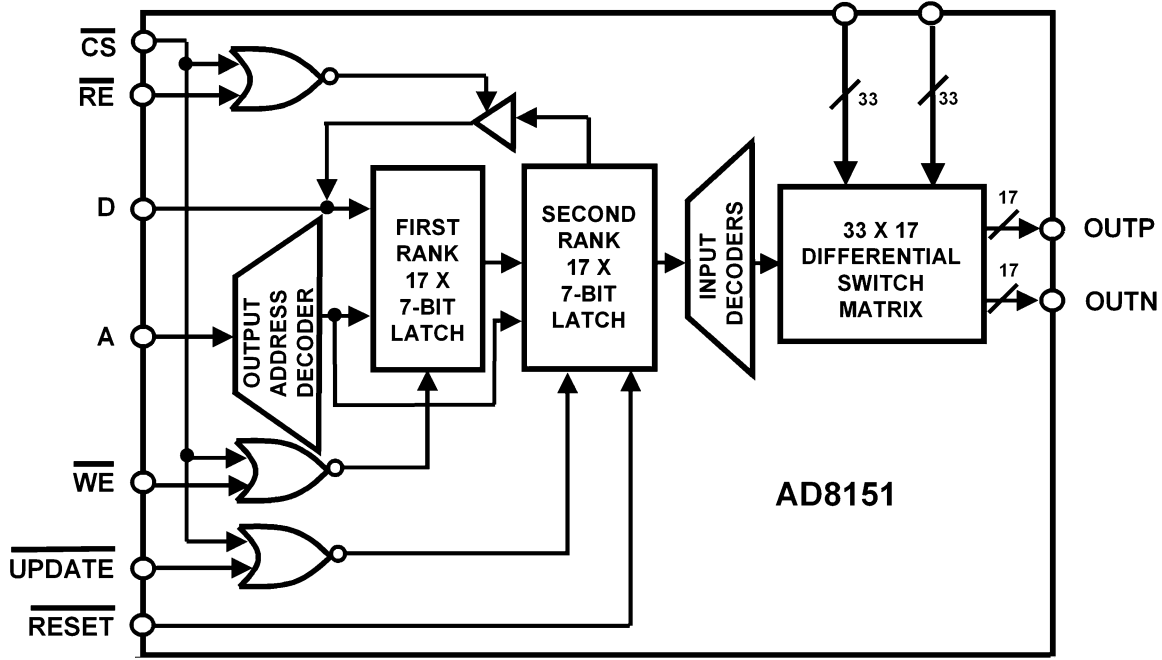 CS
RE
D
A
WE
UPDATE
RESET
OUTPUT
ADDRESS
DECODER
FIRST
RANK
17 X
7-BIT
LATCH
SECOND
RANK
17 X
7-BIT
LATCH
INPUT
DECODERS
33
33
33 X 17
DIFFERENTIAL
SWITCH
MATRIX
17
OUTP
17
OUTN
AD8151